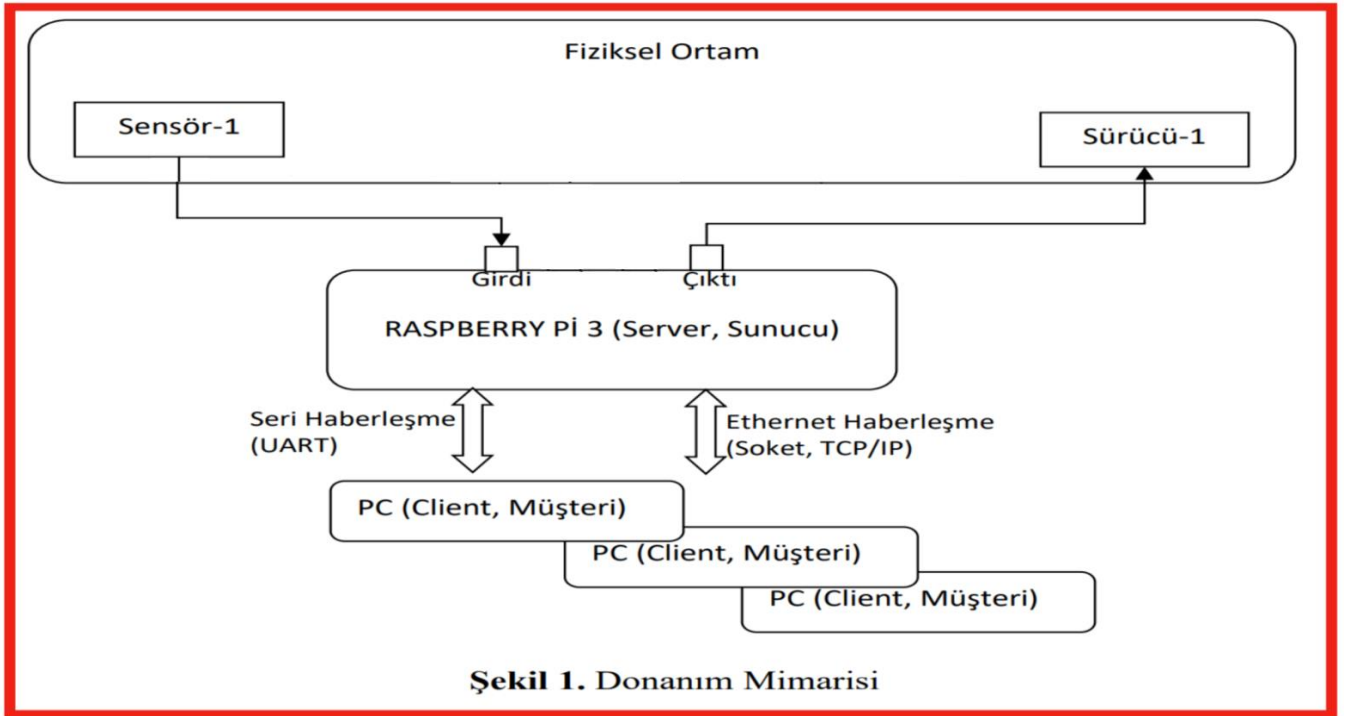 Fiziksel Ortam
Sensör-1
Sürücü-1
Girdi
Çıktı
RASPBERRY Pİ 3 (Server, Sunucu)
Seri Haberleşme
(UART)
Ethernet Haberleşme
(Soket, TCP/IP)
PC (Client, Müşteri)
PC (Client, Müşteri)
PC (Client, Müşteri)
Şekil 1. Donanım Mimarisi